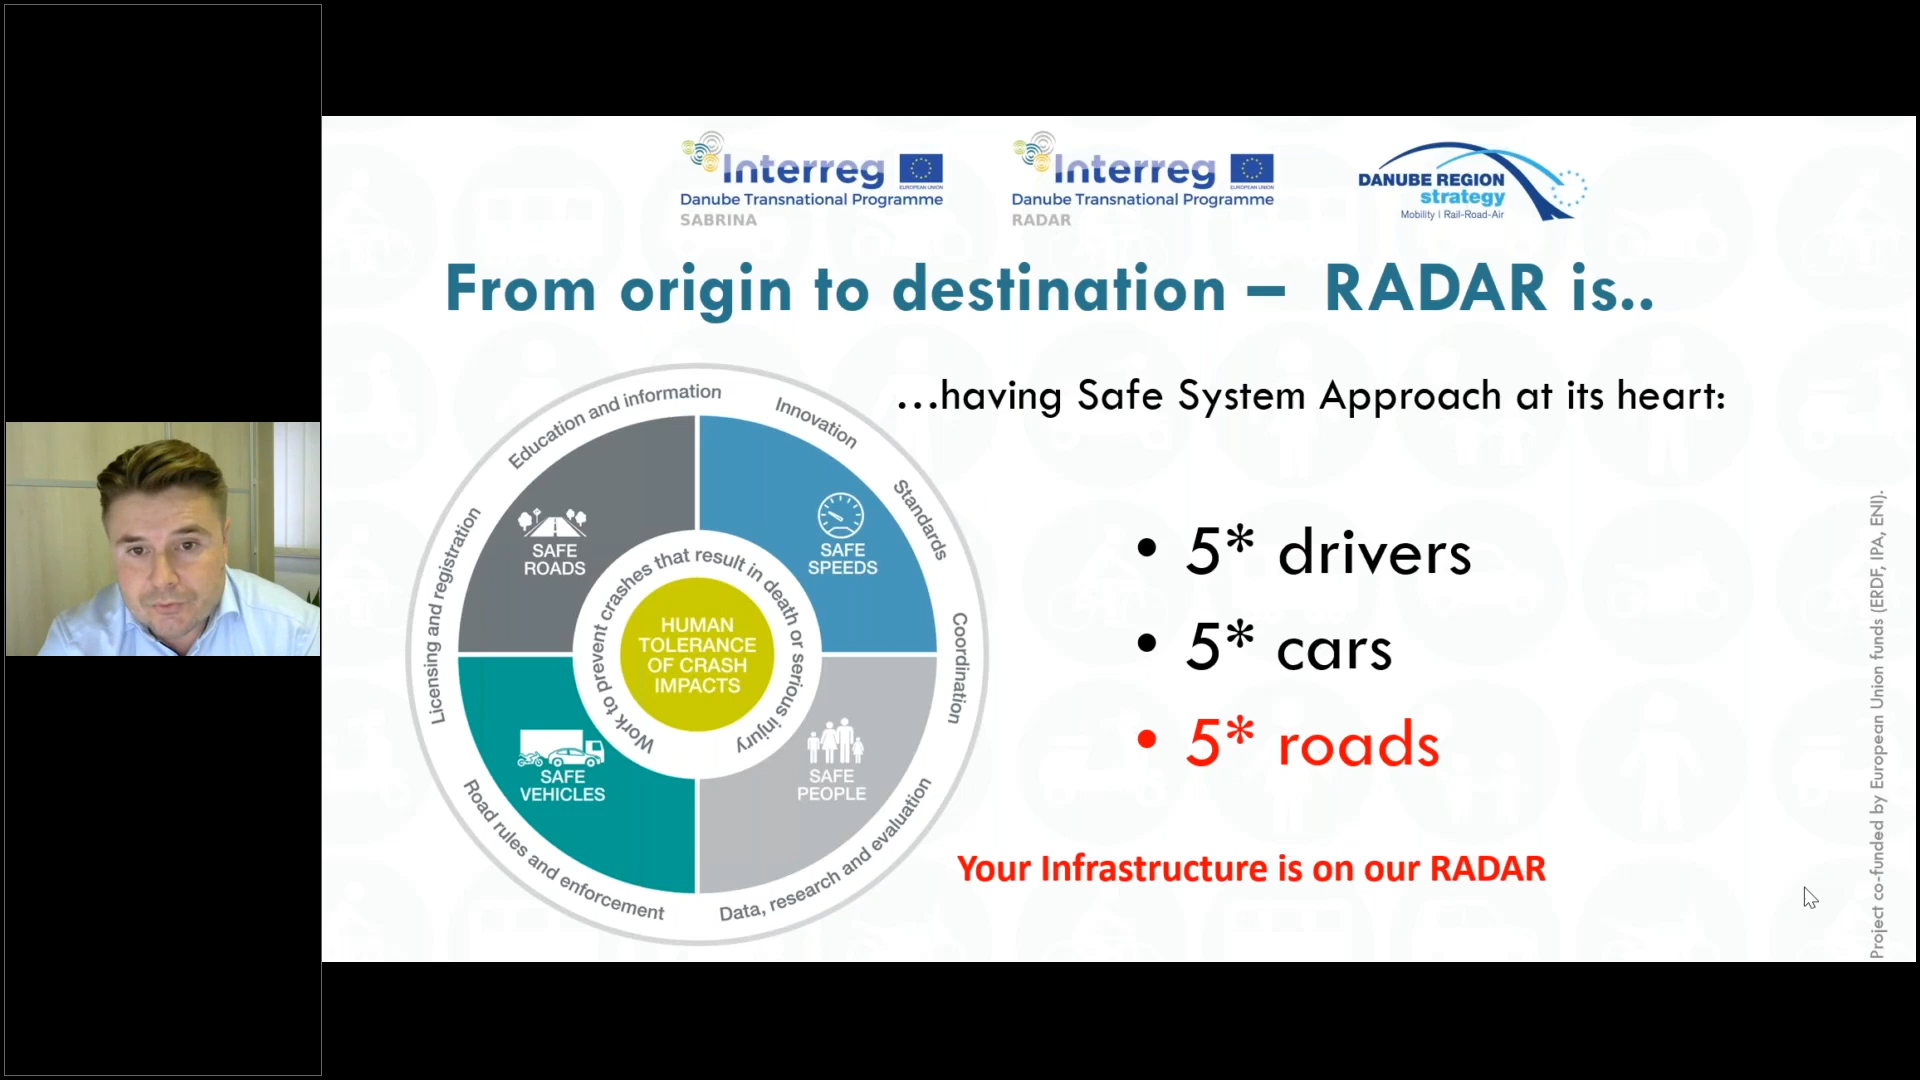 Interreg
EUROPEAN UNION
Danube Transnational Programme
SABRINA
Interreg
EUROPEAN UNION
Danube Transnational Programme
RADAR
DANUBE REGION
strategy
Mobility | Rail-Road-Air
From origin to destination – RADAR is..
...having Safe System Approach at its heart:
Education and information
Innovation
Standards
Coordination
Data, research and evaluation
Road rules and enforcement
Licensing and registration
SAFE
ROADS
SAFE
SPEEDS
SAFE
VEHICLES
SAFE
PEOPLE
Work to prevent crashes that result in death or serious injury
HUMAN
TOLERANCE
OF CRASH
IMPACTS
• 5* drivers
• 5* cars
• 5* roads
Your Infrastructure is on our RADAR
Project co-funded by European Union funds (ERDF, IPA, ENI).